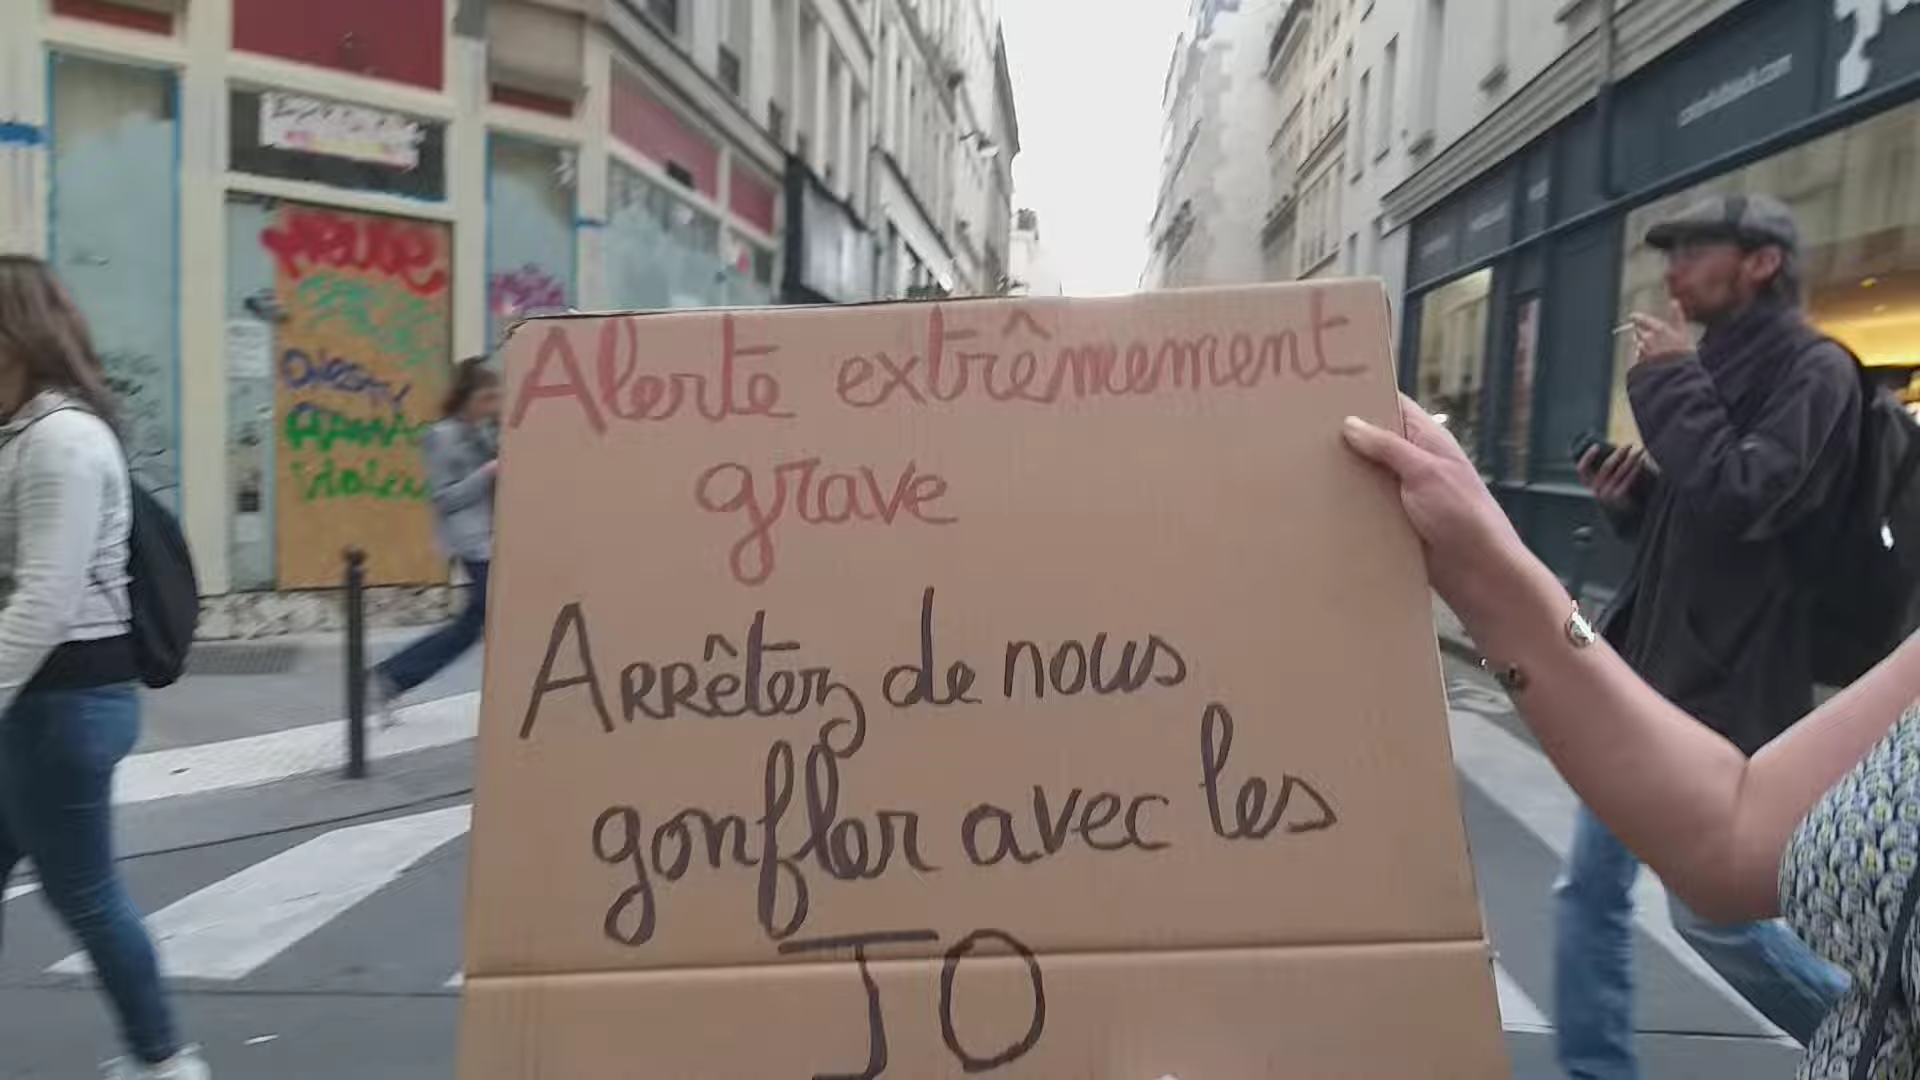 Alerte extrêmement
grave
Arrêtez de nous
gonfler avec les
JO